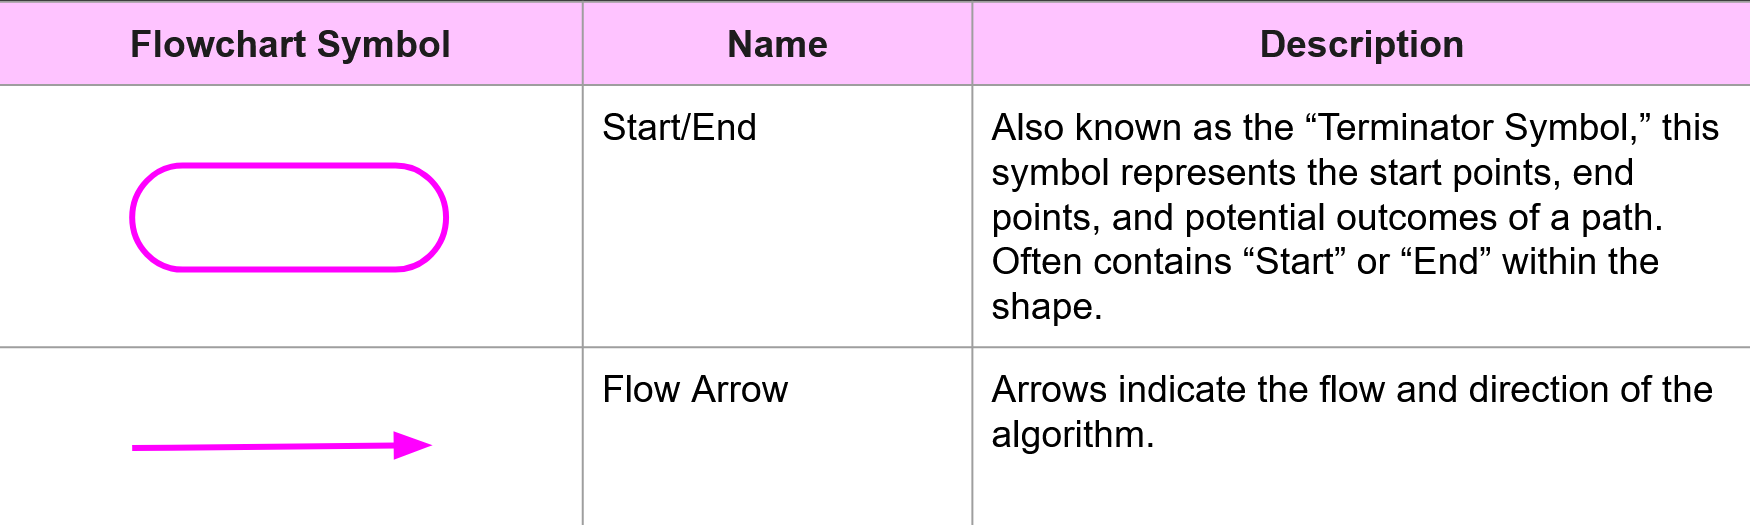 Flowchart Symbol
Name
Description
Start/End
Also known as the “Terminator Symbol,” this
symbol represents the start points, end
points, and potential outcomes of a path.
Often contains “Start” or “End” within the
shape.
Flow Arrow
Arrows indicate the flow and direction of the
algorithm.